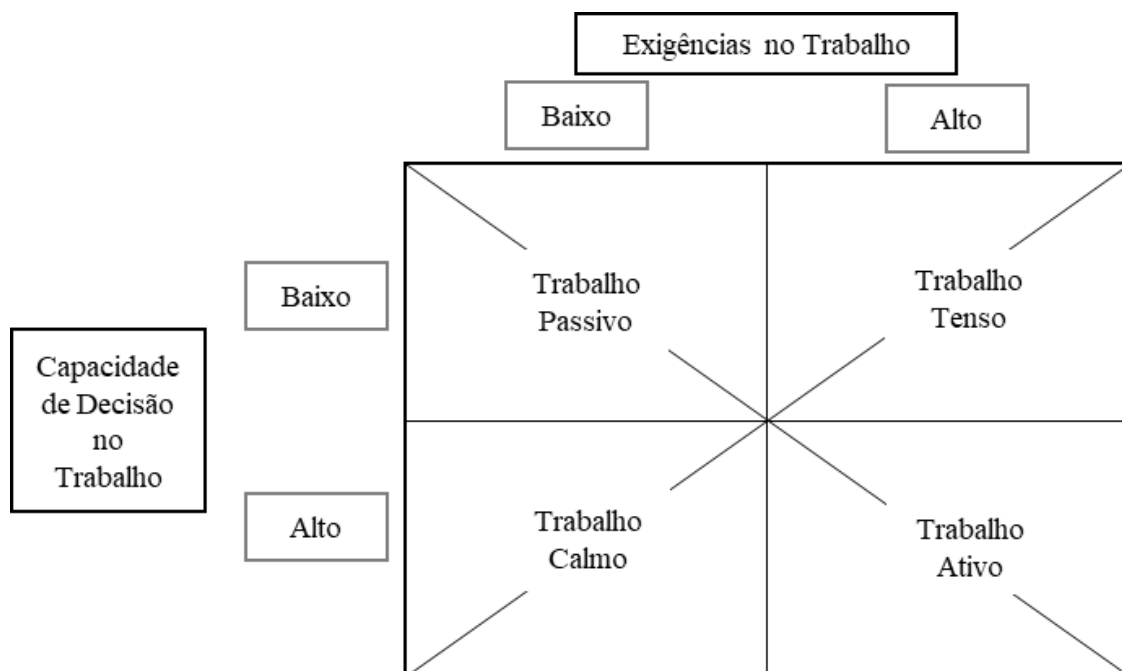 Exigências no Trabalho
Baixo
Alto
Baixo
Trabalho
Passivo
Trabalho
Tenso
Capacidade
de Decisão
no
Trabalho
Alto
Trabalho
Calmo
Trabalho
Ativo